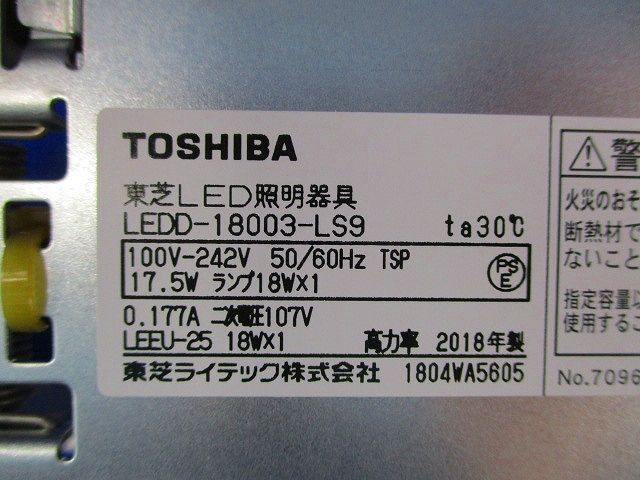 TOSHIBA
東芝LED照明器具
LEDD-18003-LS9 ta30℃
100V-242V 50/60Hz TSP
17.5W ランプ18W×1
PSE
0.177A 二次電圧107V
LEEU-25 18W×1 高力率 2018年製
東芝ライテック株式会社 1804WA5605
警
火災のおそ
断熱材で
ないこと
指定容量以
使用するこ
No.7096